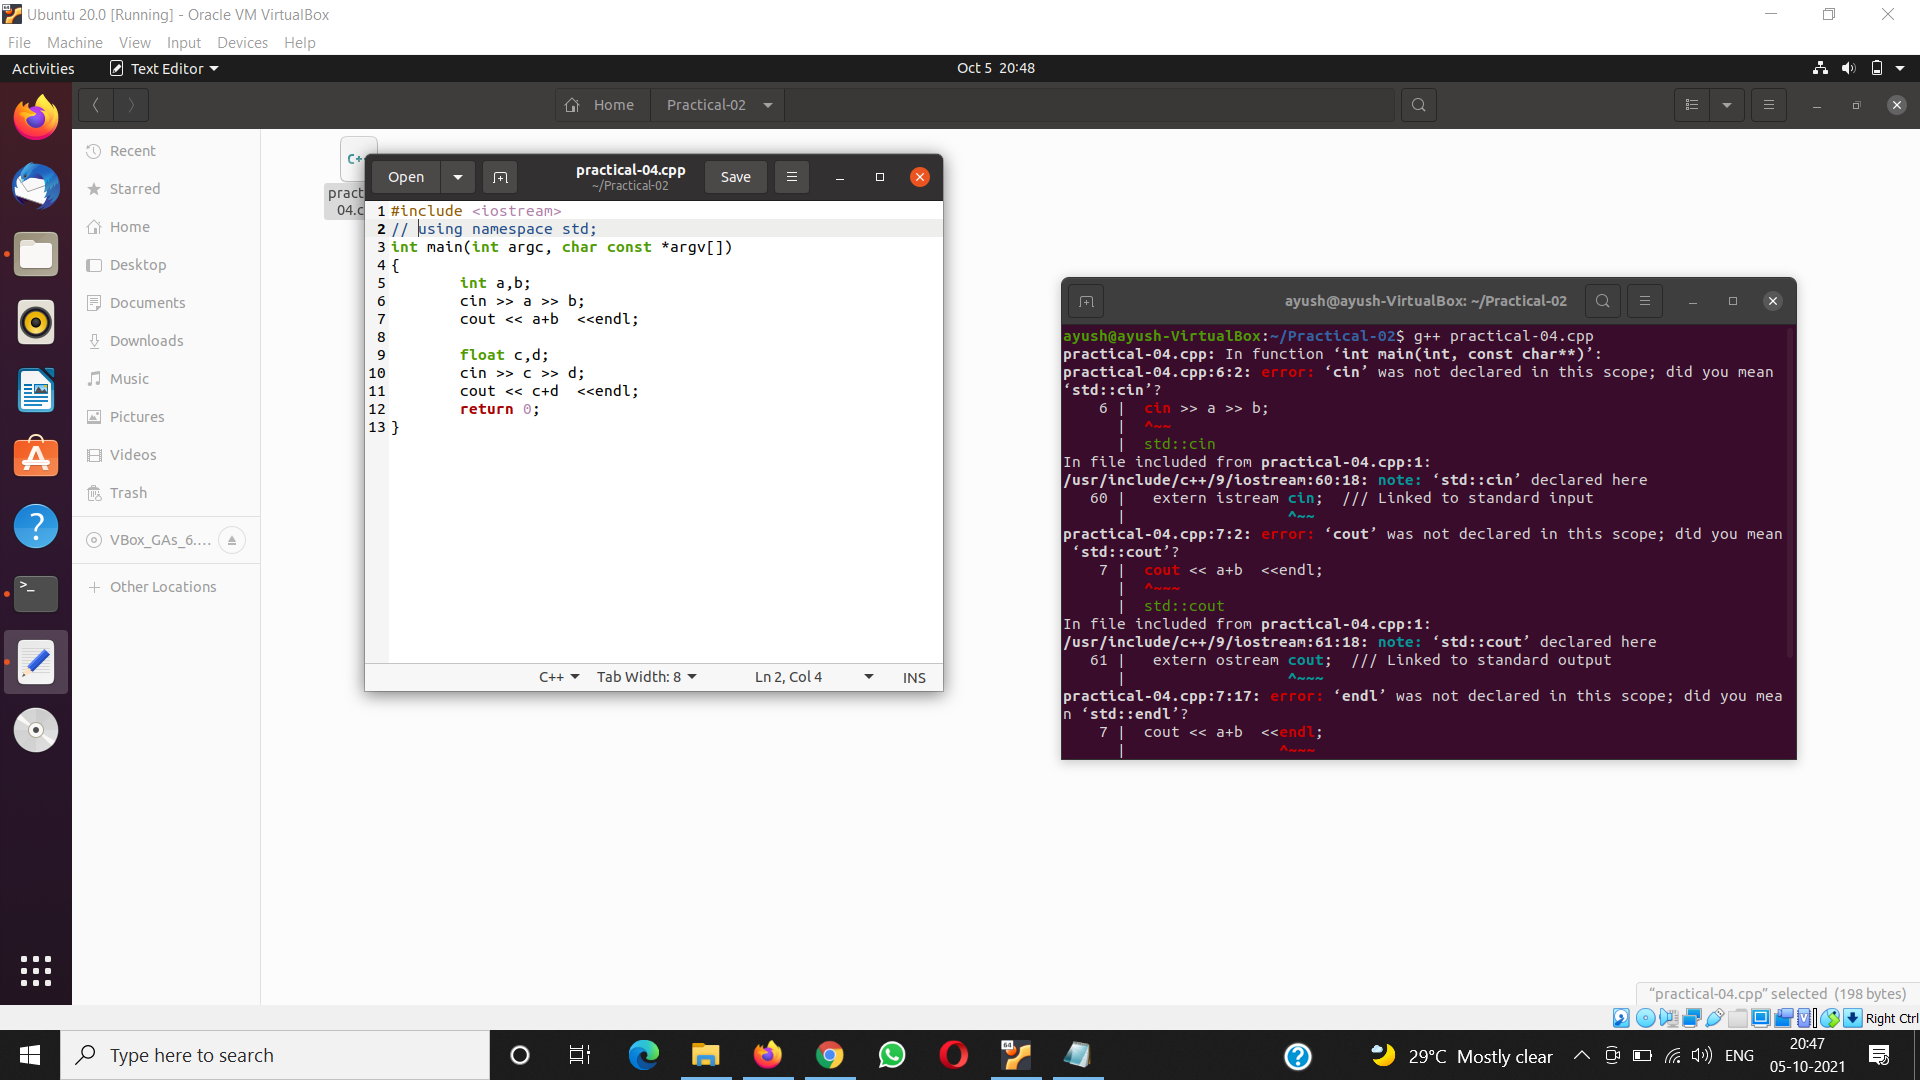 Ubuntu 20.0 [Running] - Oracle VM VirtualBox
File Machine View Input Devices Help
Activities Text Editor Oct 5 20:48
Home Practical-02
Recent
Starred
Home
Desktop
Documents
Downloads
Music
Pictures
Videos
Trash
VBox_GAs_6....
Other Locations
C+
pract
04.c
Open practical-04.cpp Save
~/Practical-02
1 #include <iostream>
2 // using namespace std;
3 int main(int argc, char const *argv[])
4 {
5 int a,b;
6 cin >> a >> b;
7 cout << a+b  <<endl;
8
9 float c,d;
10 cin >> c >> d;
11 cout << c+d  <<endl;
12 return 0;
13 }
C++ Tab Width: 8 Ln 2, Col 4 INS
ayush@ayush-VirtualBox: ~/Practical-02
ayush@ayush-VirtualBox:~/Practical-02$ g++ practical-04.cpp
practical-04.cpp: In function ‘int main(int, const char**)’:
practical-04.cpp:6:2: error: ‘cin’ was not declared in this scope; did you mean
‘std::cin’?
6 | cin >> a >> b;
| ^~~
| std::cin
In file included from practical-04.cpp:1:
/usr/include/c++/9/iostream:60:18: note: ‘std::cin’ declared here
60 | extern istream cin;  /// Linked to standard input
| ^~~
practical-04.cpp:7:2: error: ‘cout’ was not declared in this scope; did you mean
‘std::cout’?
7 | cout << a+b  <<endl;
| ^~~~
| std::cout
In file included from practical-04.cpp:1:
/usr/include/c++/9/iostream:61:18: note: ‘std::cout’ declared here
61 | extern ostream cout;  /// Linked to standard output
| ^~~~
practical-04.cpp:7:17: error: ‘endl’ was not declared in this scope; did you mea
n ‘std::endl’?
7 | cout << a+b  <<endl;
| ^~~~
“practical-04.cpp” selected (198 bytes)
Right Ctrl
Type here to search
64
29°C Mostly clear
ENG
20:47
05-10-2021